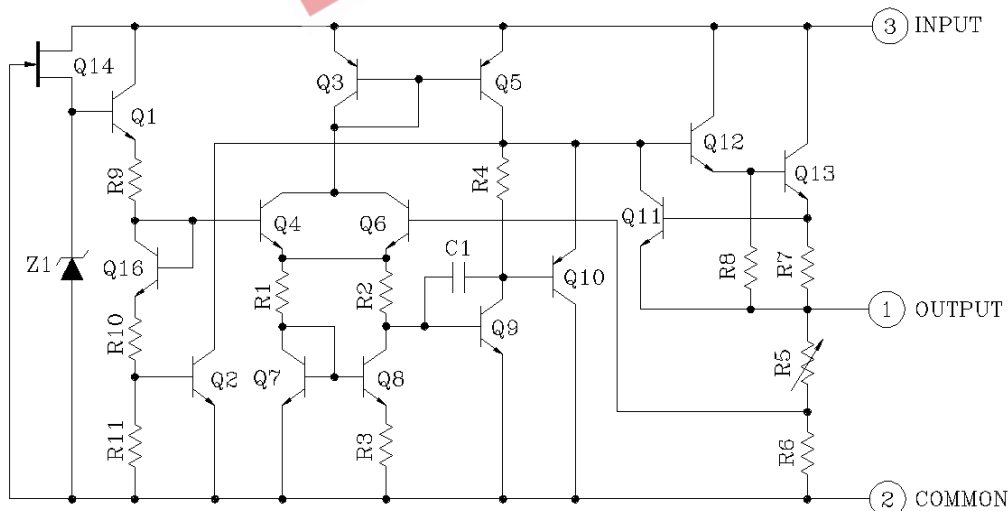 3 INPUT
Q14
Q3
Q5
Q1
Q12
R9
R4
Q13
Q4
Q6
Q11
C1
Z1
Q16
R1
R2
Q10
R8
R7
1 OUTPUT
R10
Q9
R5
Q2
Q7
Q8
R11
R3
R6
2 COMMON